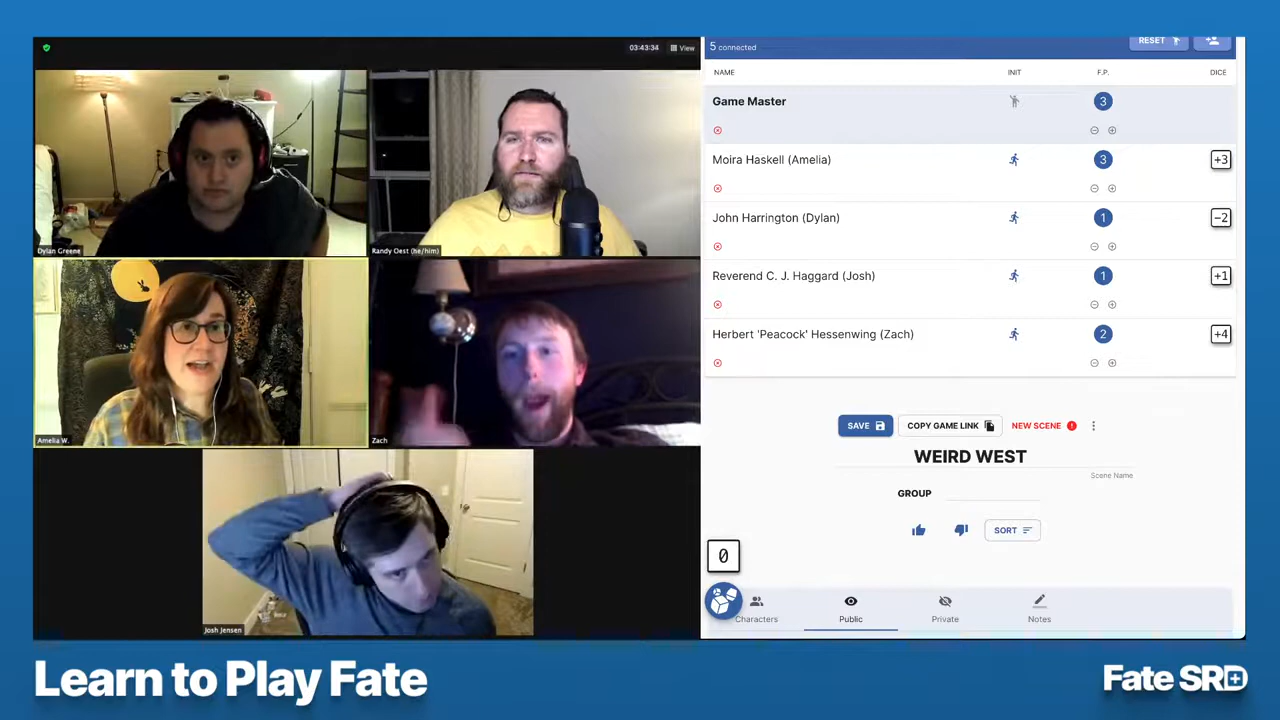 03:43:34
View
Dylan Greene
Randy Oest (he/him)
Amelia W.
Zach
Josh Jensen
5 connected
RESET
NAME INIT F.P. DICE
Game Master 3
Moira Haskell (Amelia) 3 +3
John Harrington (Dylan) 1 −2
Reverend C. J. Haggard (Josh) 1 +1
Herbert 'Peacock' Hessenwing (Zach) 2 +4
SAVE COPY GAME LINK NEW SCENE
WEIRD WEST
Scene Name
GROUP
SORT
0
Characters Public Private Notes
Learn to Play Fate
Fate SRD